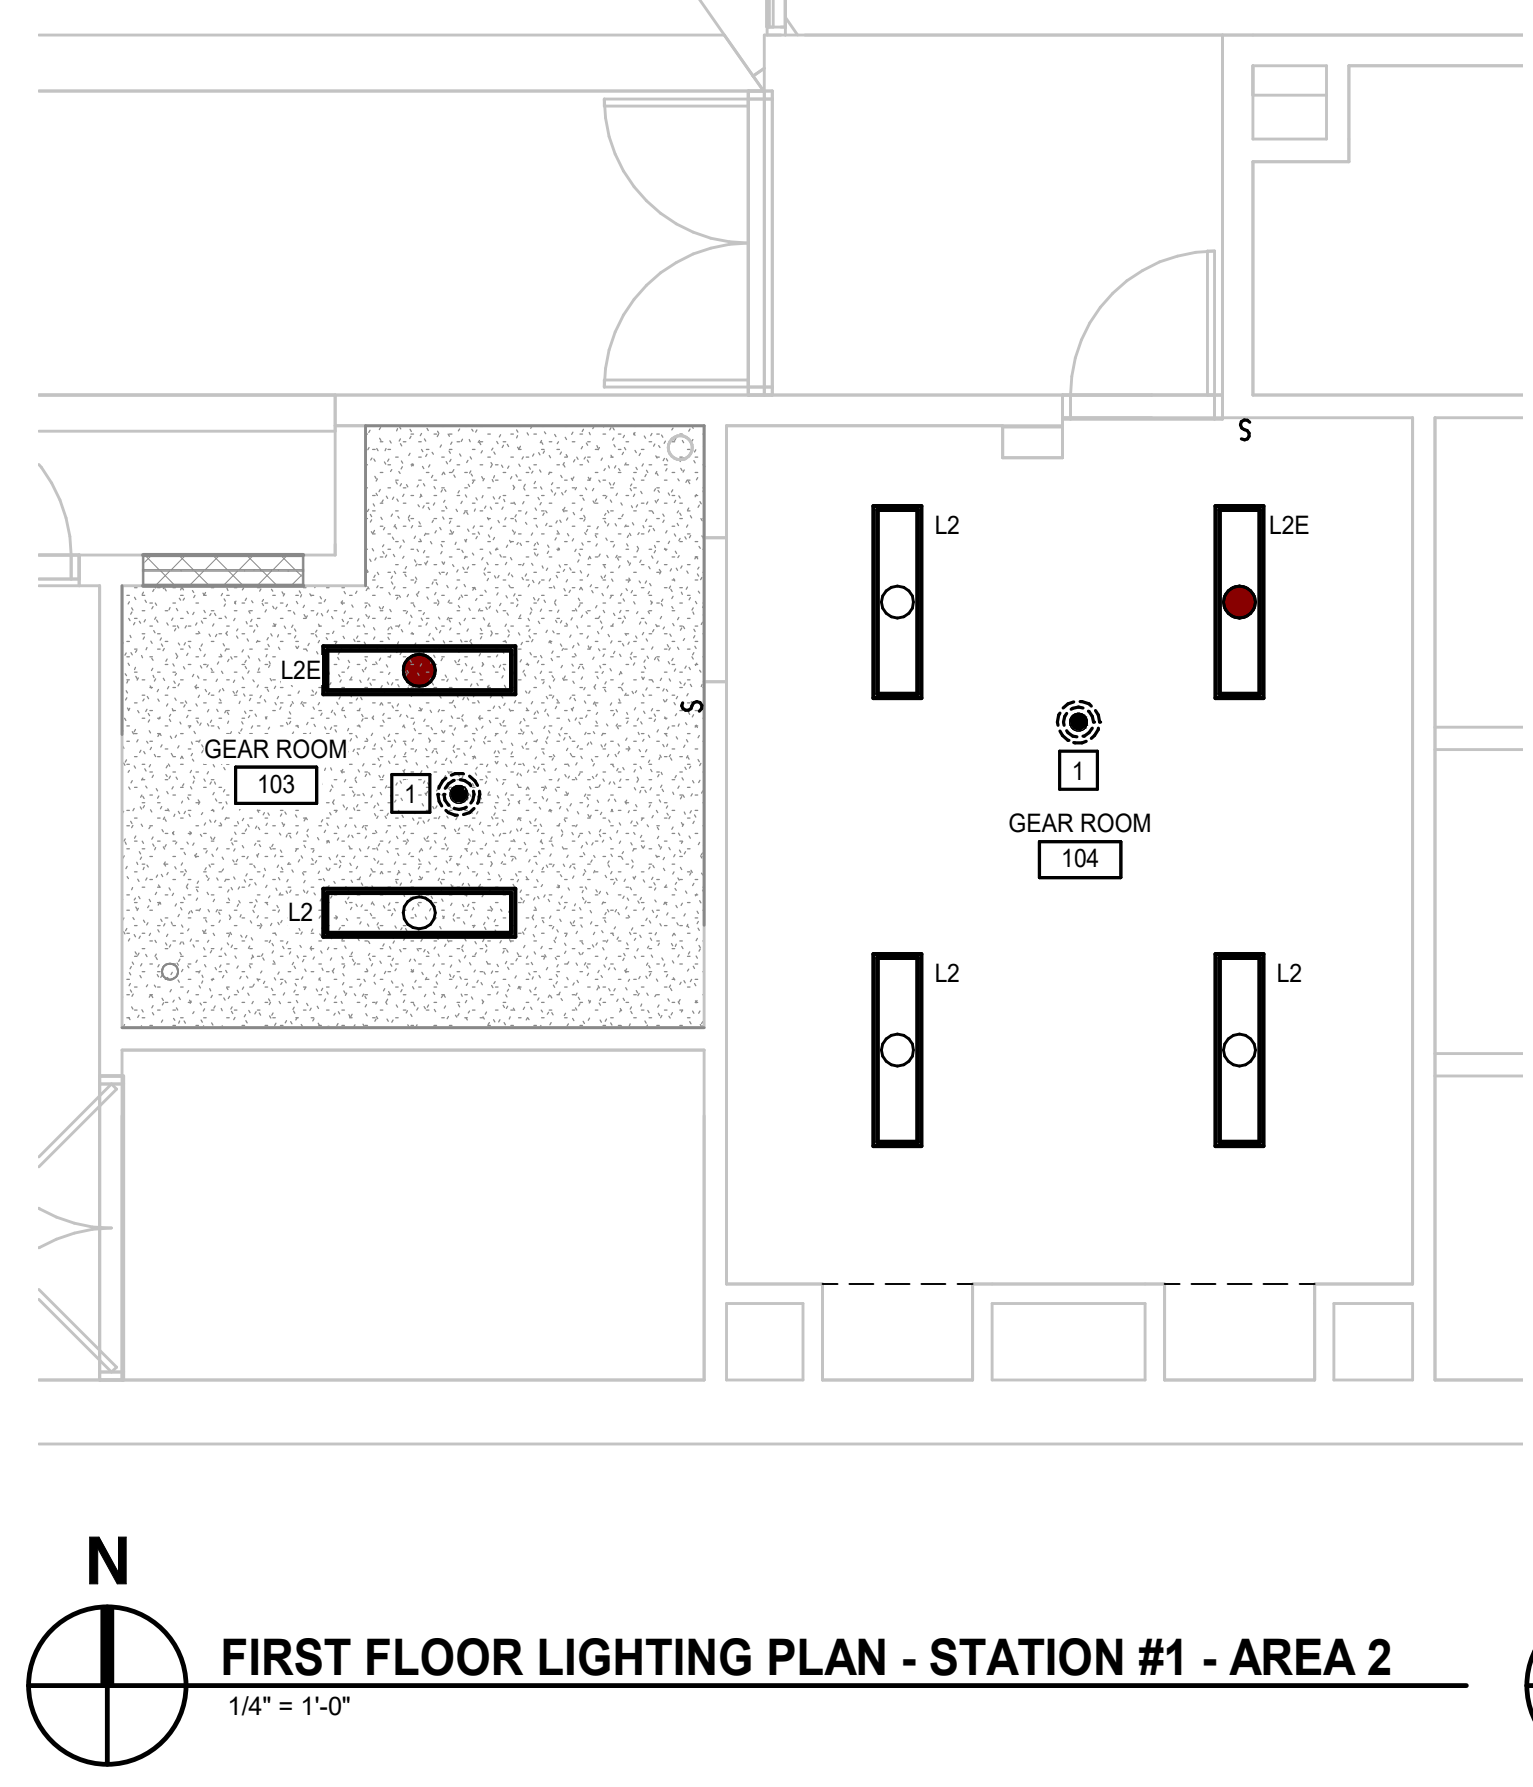 S
L2
L2E
L2E
S
GEAR ROOM
103
1
1
GEAR ROOM
104
L2
L2
L2
N
FIRST FLOOR LIGHTING PLAN - STATION #1 - AREA 2
1/4" = 1'-0"